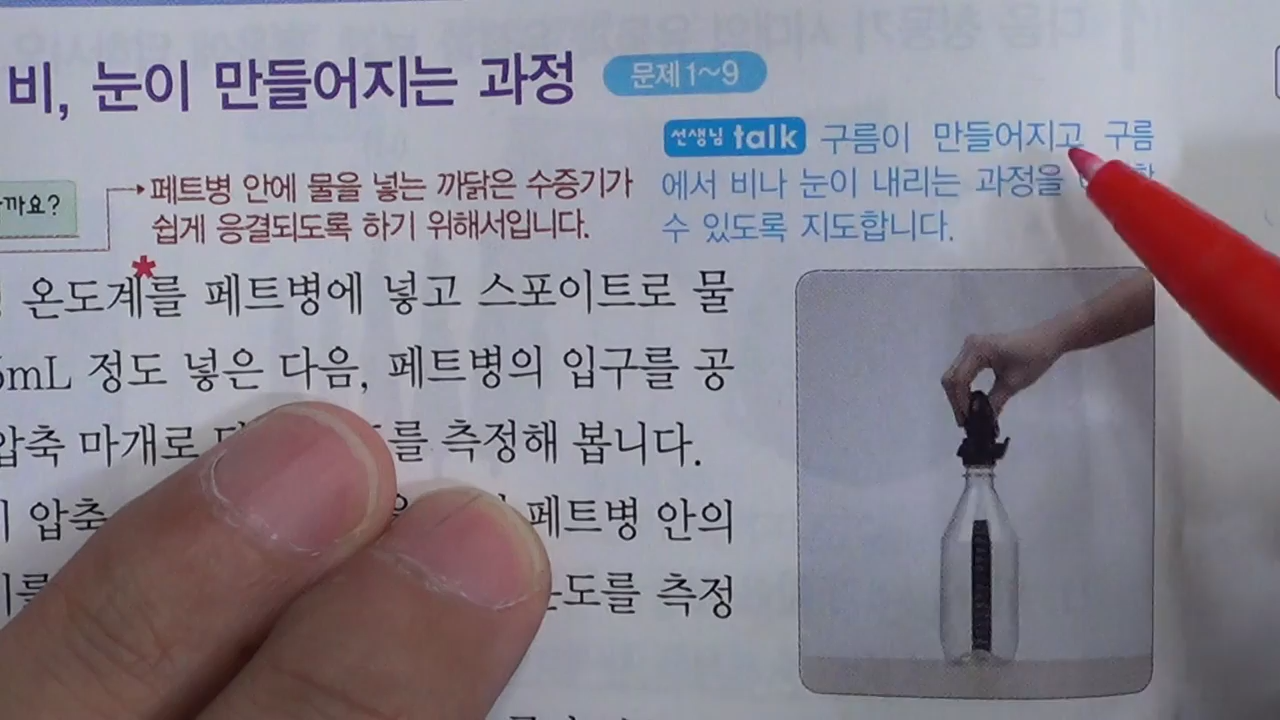 비, 눈이 만들어지는 과정
문제 1~9
선생님 talk 구름이 만들어지고 구름
에서 비나 눈이 내리는 과정을
수 있도록 지도합니다.
까요?
페트병 안에 물을 넣는 까닭은 수증기가
쉽게 응결되도록 하기 위해서입니다.
온도계*를 페트병에 넣고 스포이트로 물
5mL 정도 넣은 다음, 페트병의 입구를 공
압축 마개로 를 측정해 봅니다.
압축 페트병 안의
온도를 측정